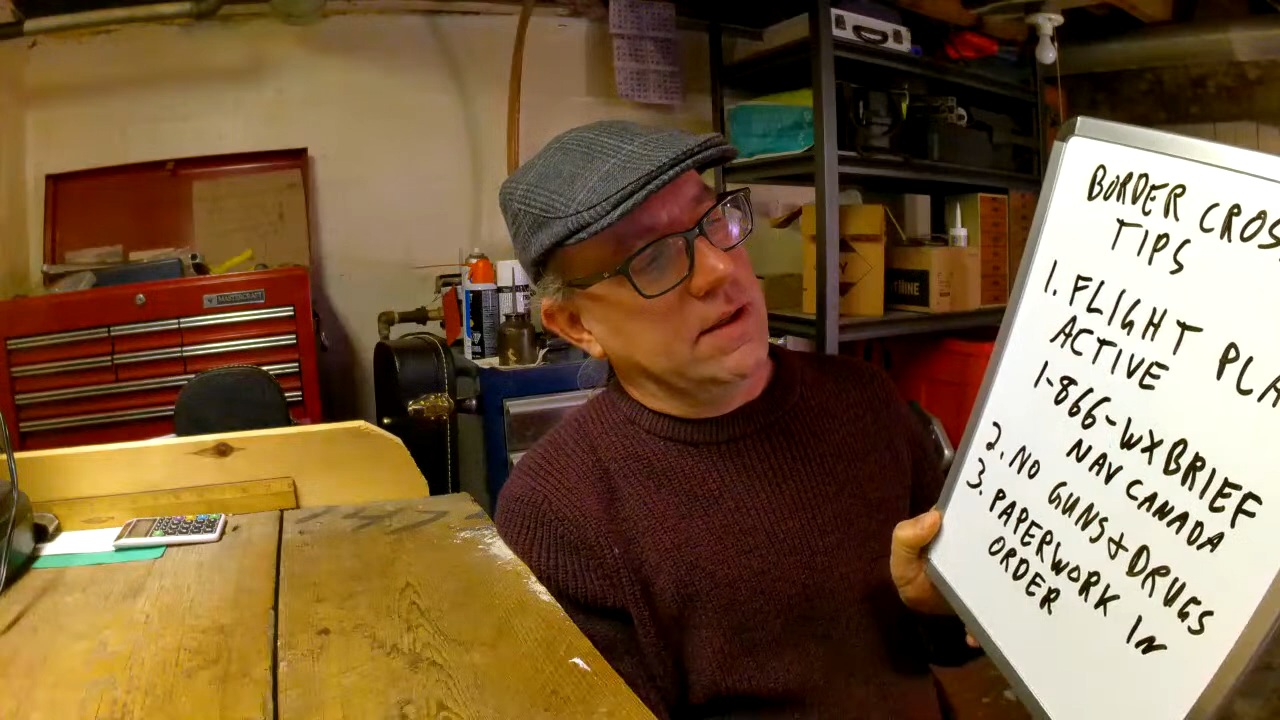 BORDER CROS
TIPS
1. FLIGHT PLA
ACTIVE
1-866-WXBRIEF
NAV CANADA
2. NO GUNS & DRUGS
3. PAPERWORK IN
ORDER
MASTERCRAFT